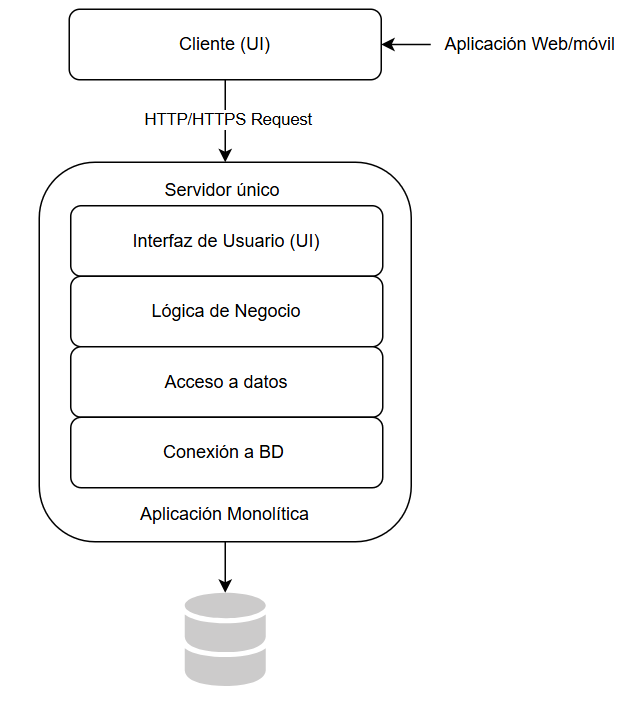 Cliente (UI)
Aplicación Web/móvil
HTTP/HTTPS Request
Servidor único
Interfaz de Usuario (UI)
Lógica de Negocio
Acceso a datos
Conexión a BD
Aplicación Monolítica